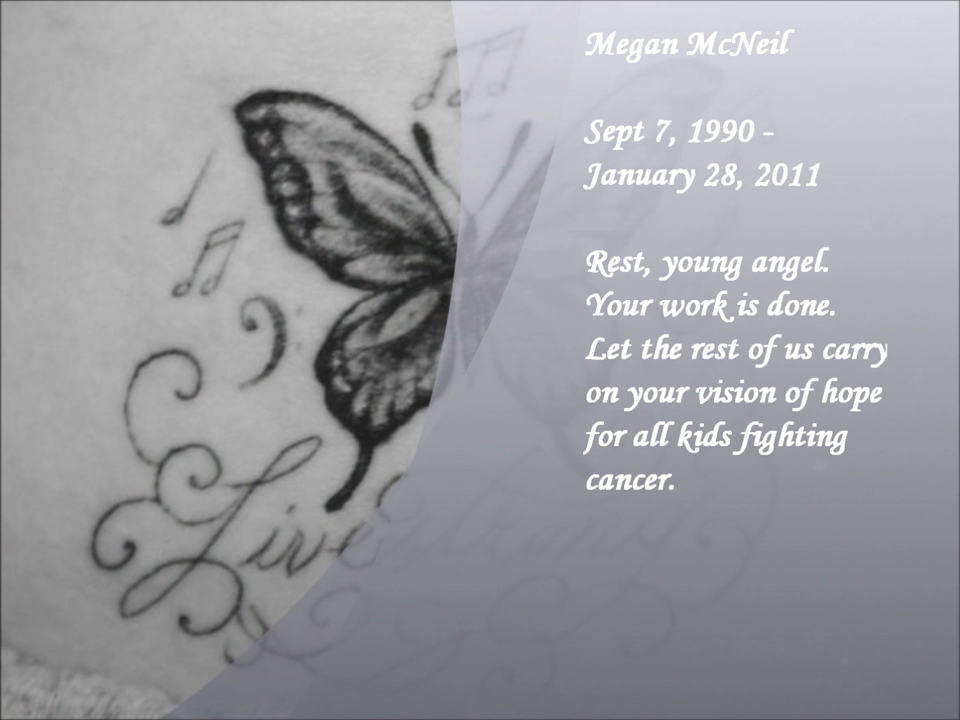 Megan McNeil
Sept 7, 1990 -
January 28, 2011
Rest, young angel.
Your work is done.
Let the rest of us carry
on your vision of hope
for all kids fighting
cancer.
Live Strong